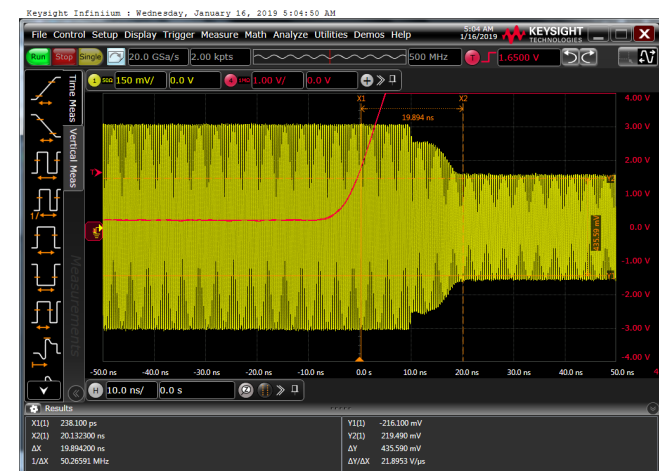 Keysight Infiniium : Wednesday, January 16, 2019 5:04:50 AM
File Control Setup Display Trigger Measure Math Analyze Utilities Demos Help
5:04 AM
1/16/2019
KEYSIGHT
TECHNOLOGIES
Run Stop Single 20.0 GSa/s 2.00 kpts 500 MHz T 1.6500 V
1 50Ω 150 mV/ 0.0 V 4 1.00 V/ 0.0 V
Time Meas
Vertical Meas
Measurements
1/
X1 X2
19.894 ns
435.59 mV
T
4.00 V
3.00 V
2.00 V
1.00 V
0.0 V
-1.00 V
-2.00 V
-3.00 V
-4.00 V
-50.0 ns -40.0 ns -30.0 ns -20.0 ns -10.0 ns 0.0 s 10.0 ns 20.0 ns 30.0 ns 40.0 ns 50.0 ns 4
H 10.0 ns/ 0.0 s
Results
X1(1) 238.100 ps Y1(1) -216.100 mV
X2(1) 20.132300 ns Y2(1) 219.490 mV
ΔX 19.894200 ns ΔY 435.590 mV
1/ΔX 50.26591 MHz ΔY/ΔX 21.8953 V/µs